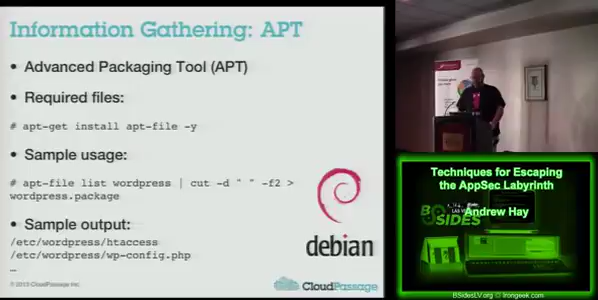 Information Gathering: APT
• Advanced Packaging Tool (APT)
• Required files:
# apt-get install apt-file -y
• Sample usage:
# apt-file list wordpress | cut -d " " -f2 >
wordpress.package
• Sample output:
/etc/wordpress/htaccess
/etc/wordpress/wp-config.php
…
debian
© 2013 CloudPassage Inc.
CloudPassage
Techniques for Escaping
the AppSec Labyrinth
Andrew Hay
BSIDES
BSidesLV.org © Irongeek.com